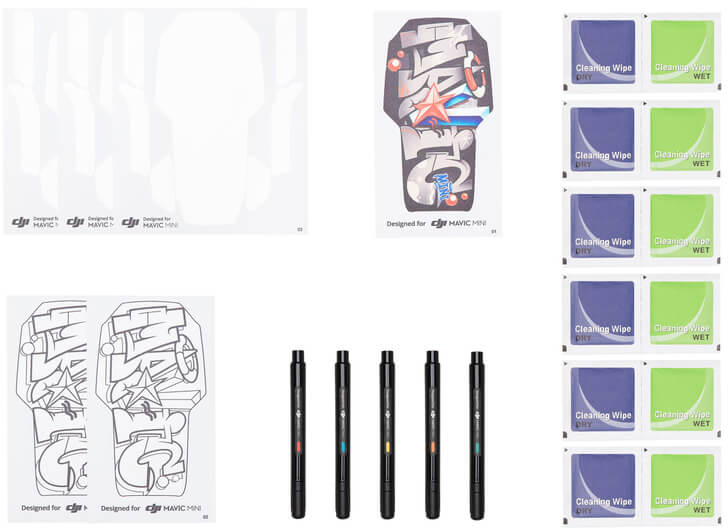 dji Designed for MAVIC M
dji Designed for MAVIC M
dji Designed for MAVIC MINI
03
MAVIC
MINI
Designed for dji MAVIC MINI
01
Cleaning Wipe DRY
Cleaning Wipe WET
Cleaning Wipe DRY
Cleaning Wipe WET
Cleaning Wipe DRY
Cleaning Wipe WET
Cleaning Wipe DRY
Cleaning Wipe WET
Cleaning Wipe DRY
Cleaning Wipe WET
Cleaning Wipe DRY
Cleaning Wipe WET
MAVIC
Designed for
MAVIC
Designed for dji MAVIC MINI
02